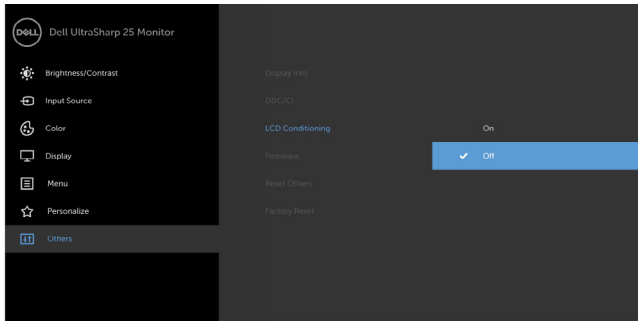 DELL Dell UltraSharp 25 Monitor
Brightness/Contrast
Input Source
Color
Display
Menu
Personalize
Others
Display Info
DDC/CI
LCD Conditioning
Firmware
Reset Others
Factory Reset
On
Off